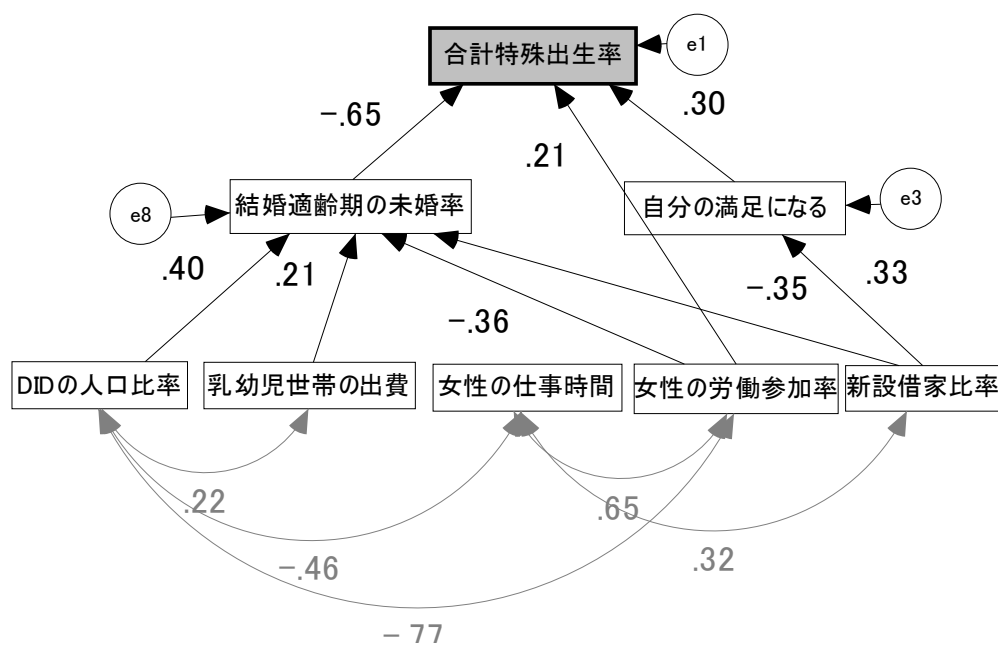 合計特殊出生率
e1
-.65
.21
.30
e8
結婚適齢期の未婚率
自分の満足になる
e3
.40
.21
-.36
-.35
.33
DIDの人口比率
乳幼児世帯の出費
女性の仕事時間
女性の労働参加率
新設借家比率
.22
.65
-.46
.32
-.77